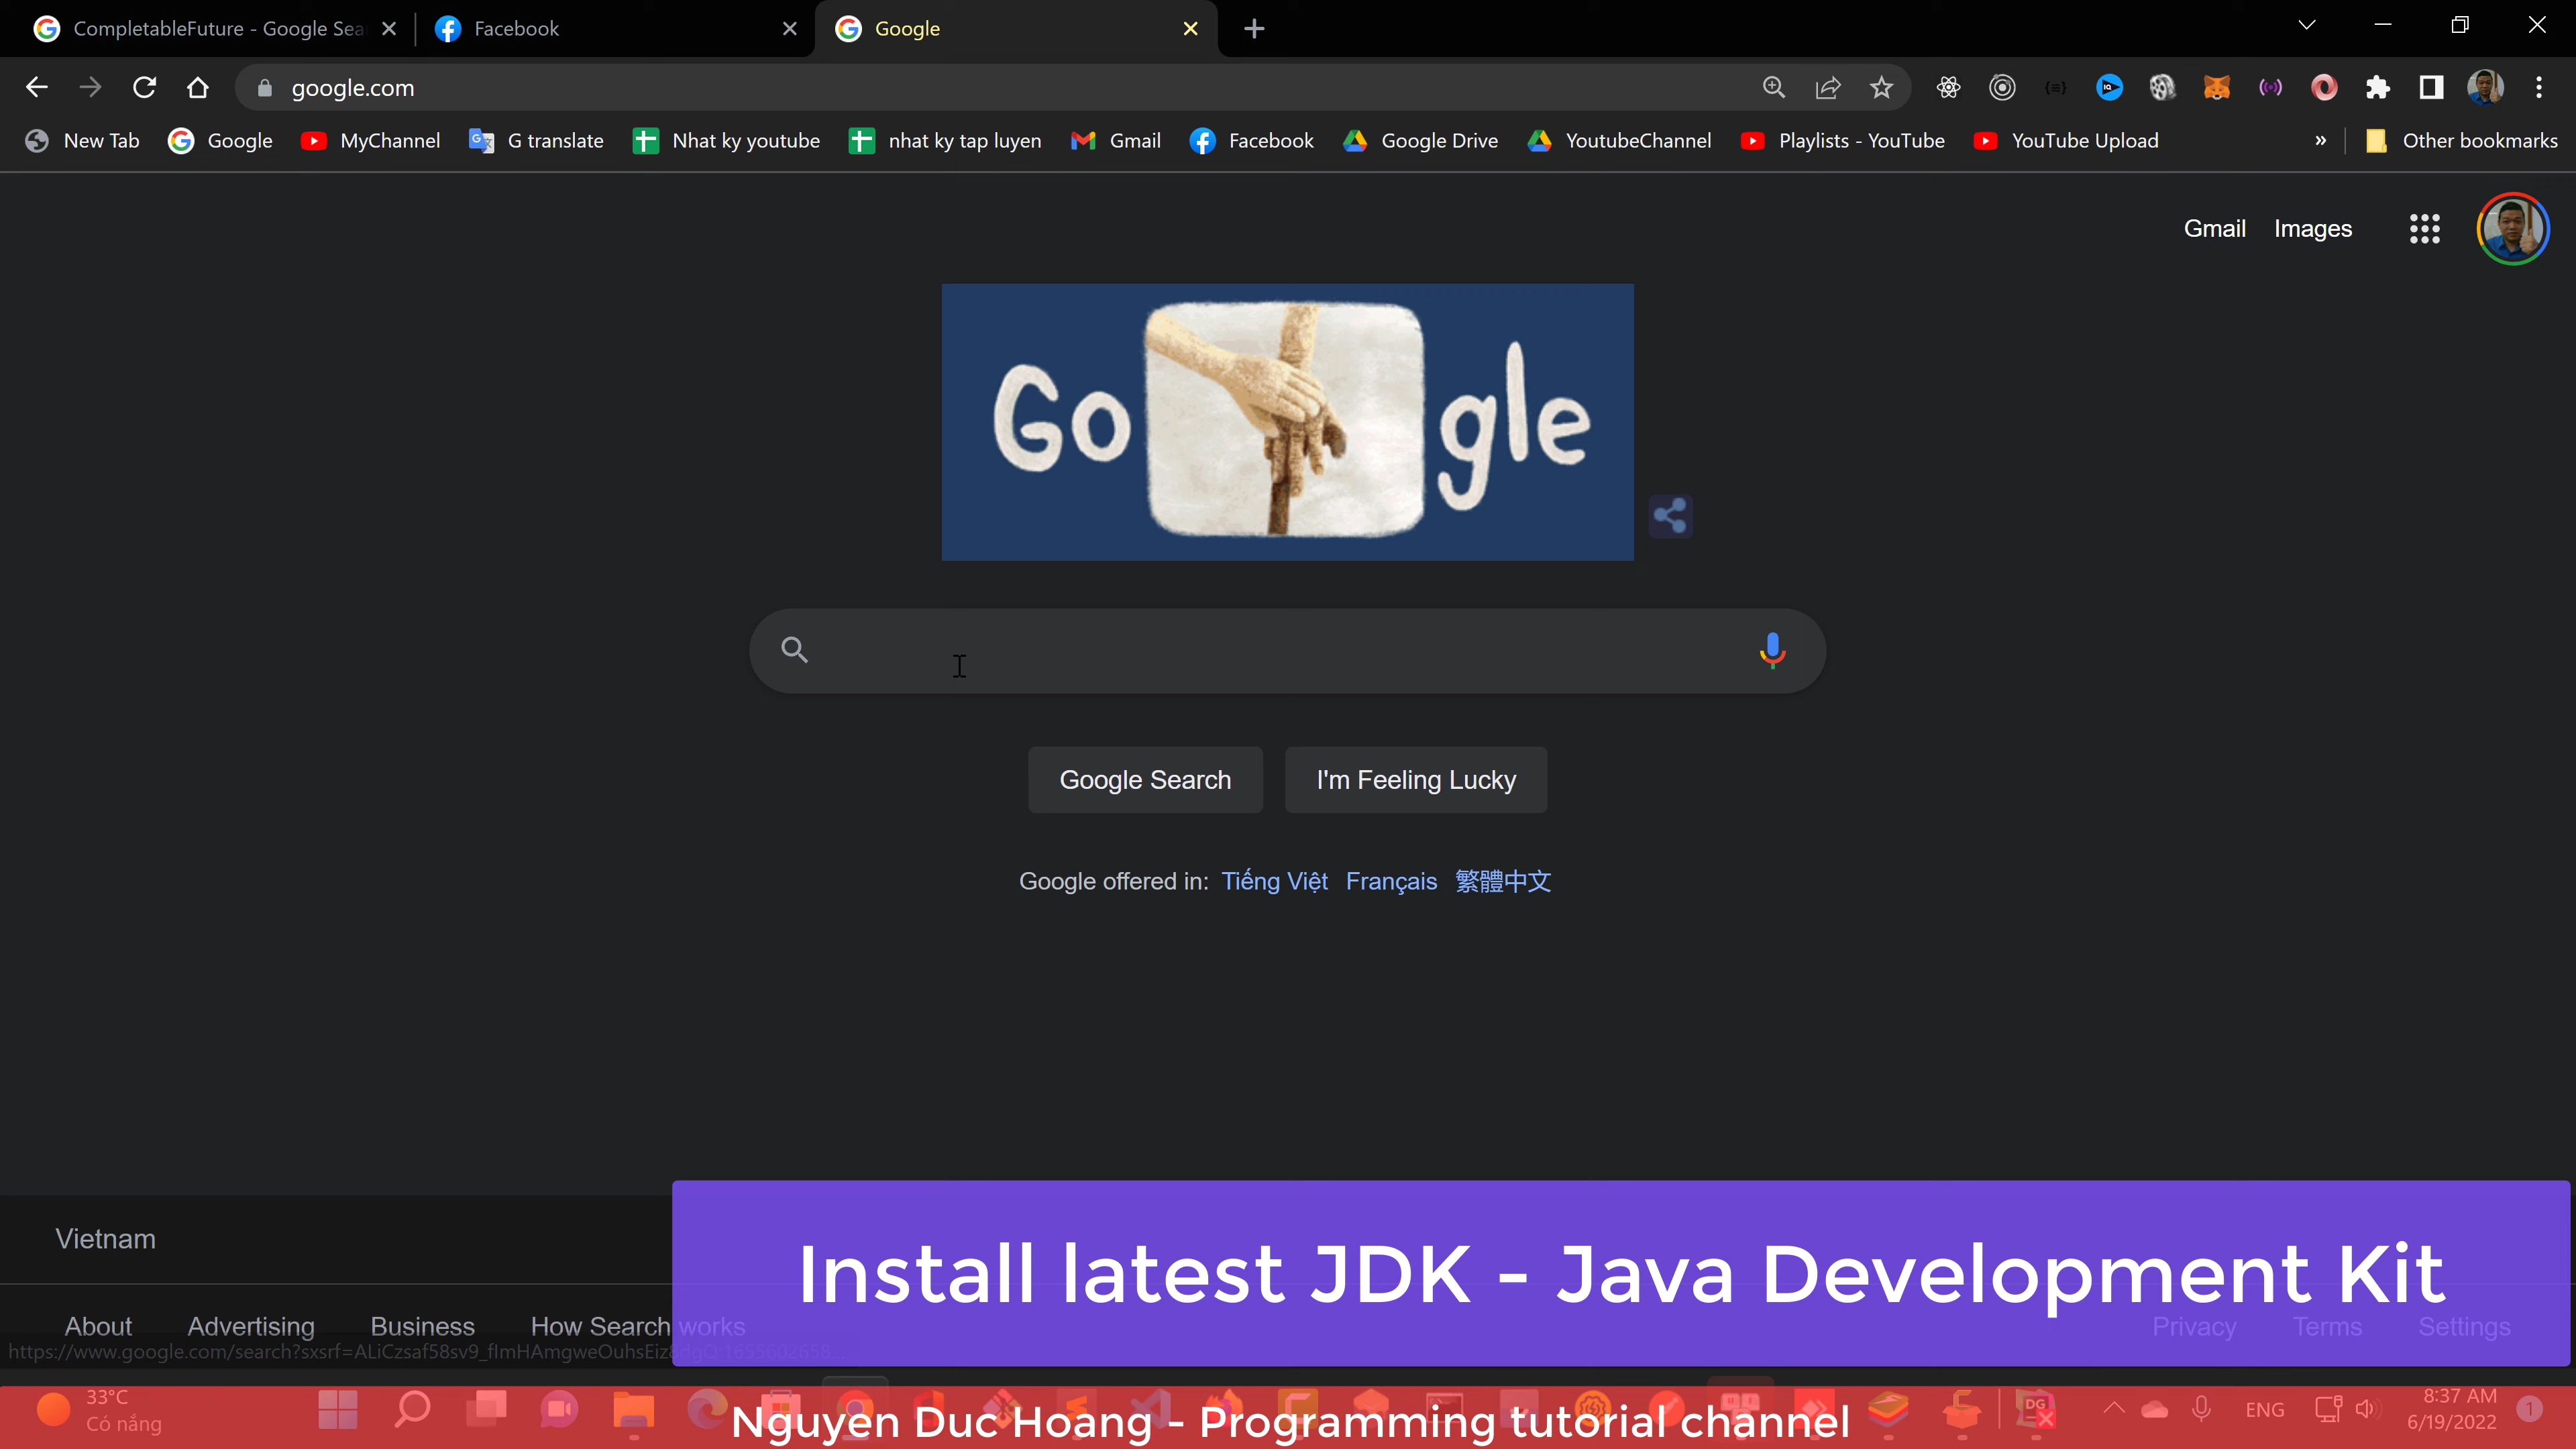 CompletableFuture - Google Sea
Facebook
Google
google.com
New Tab
Google
MyChannel
G translate
Nhat ky youtube
nhat ky tap luyen
Gmail
Facebook
Google Drive
YoutubeChannel
Playlists - YouTube
YouTube Upload
»
Other bookmarks
Gmail
Images
Go gle
Google Search
I'm Feeling Lucky
Google offered in: Tiếng Việt Français 繁體中文
Vietnam
Install latest JDK - Java Development Kit
About
Advertising
Business
How Search works
Privacy
Terms
Settings
33°C
Có nắng
Nguyen Duc Hoang - Programming tutorial channel
DG
ENG
8:37 AM
6/19/2022
1